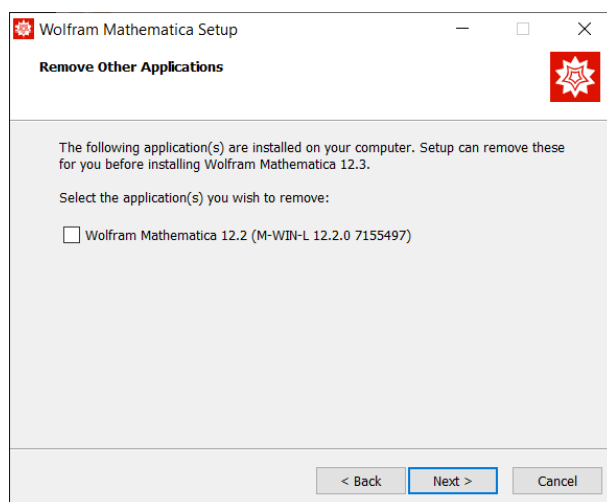 Wolfram Mathematica Setup
Remove Other Applications
The following application(s) are installed on your computer. Setup can remove these
for you before installing Wolfram Mathematica 12.3.
Select the application(s) you wish to remove:
Wolfram Mathematica 12.2 (M-WIN-L 12.2.0 7155497)
< Back Next > Cancel